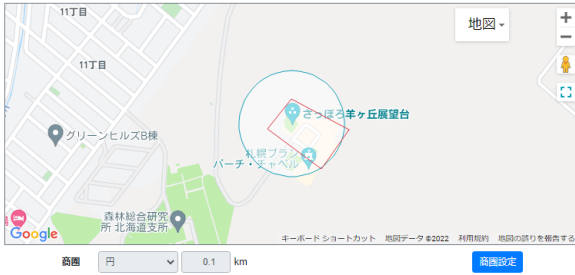 11丁目
地図
11丁目
さっぽろ羊ヶ丘展望台
グリーンヒルズB棟
札幌ブラン
バーチ・チャペル
森林総合研究
所 北海道支所
Google
キーボード ショートカット 地図データ ©2022 利用規約 地図の誤りを報告する
商圏 円 0.1 km 商圏設定